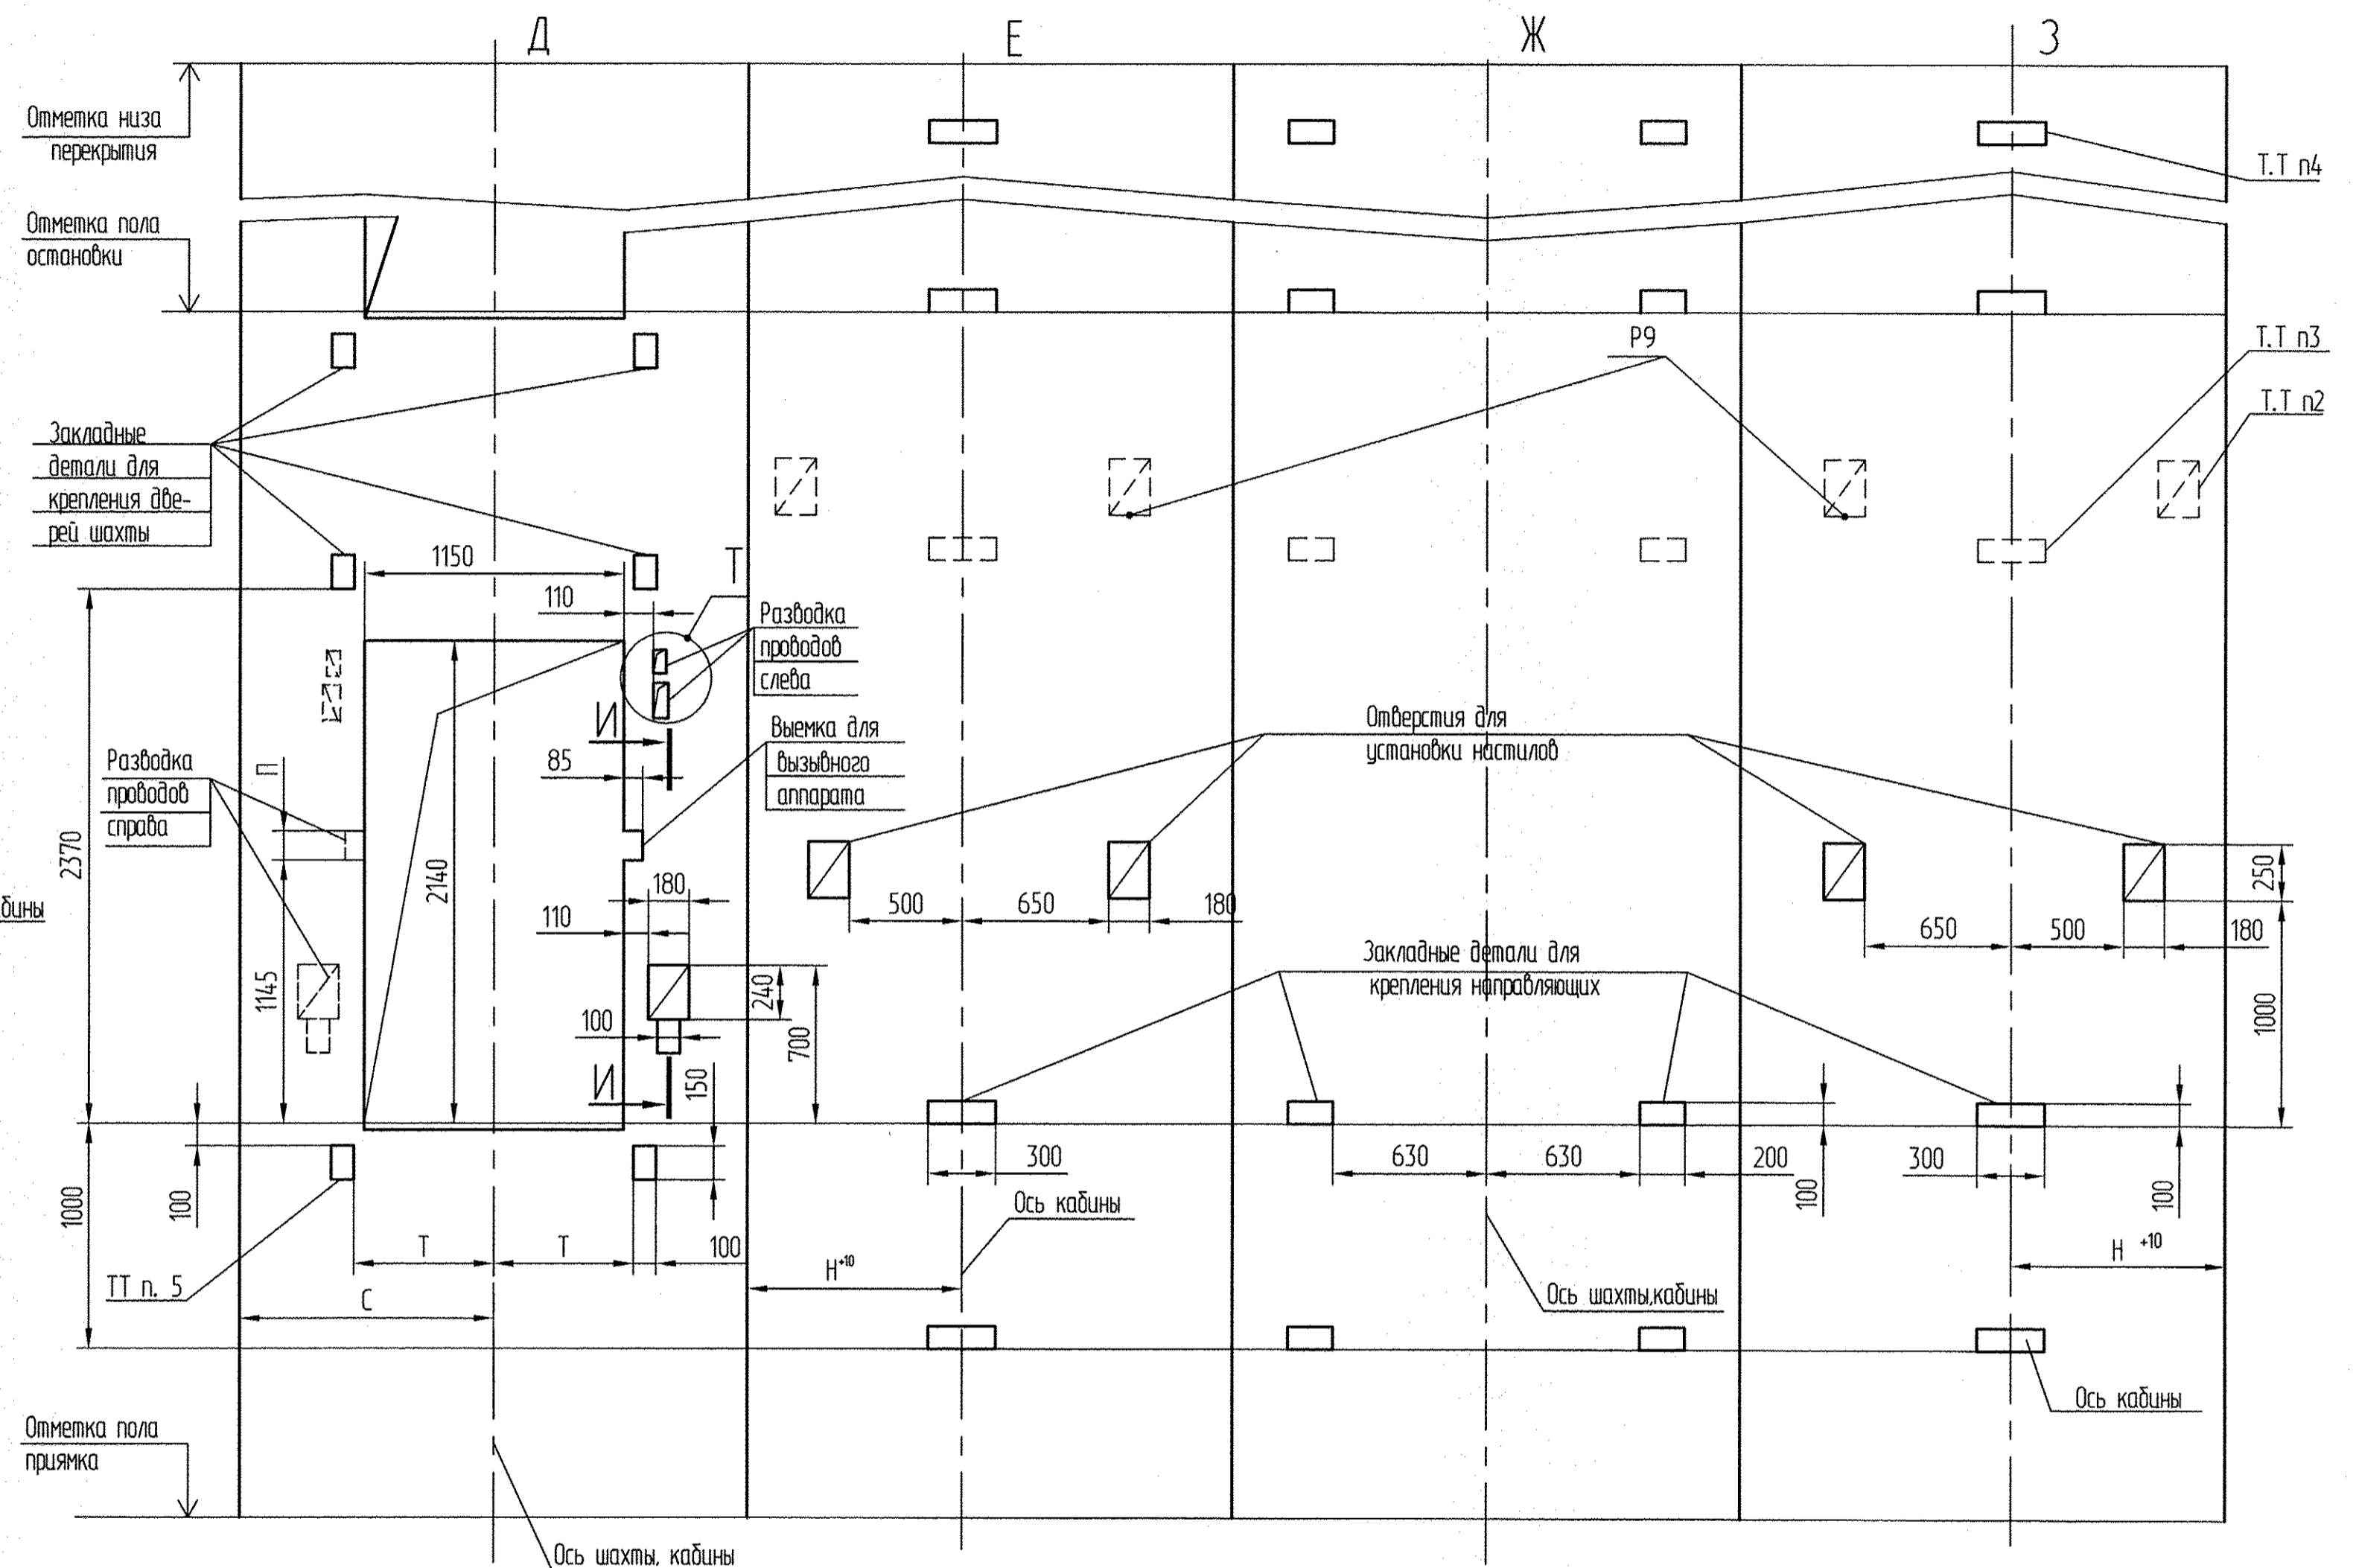 Д
Е
Ж
З
Отметка низа
перекрытия
Т.Т п4
Отметка пола
остановки
Р9
Т.Т п3
Т.Т п2
Закладные
детали для
крепления две-
рей шахты
1150
Т
110
Разводка
проводов
слева
И
Отверстия для
установки настилов
Выемка для
вызывного
аппарата
85
Разводка
проводов
справа
П
2370
2140
180
250
500
650
180
650
500
180
бины
110
1145
240
Закладные детали для
крепления направляющих
100
700
1000
И
150
300
630
630
200
100
300
100
1000
100
Ось кабины
Т
Т
100
Н+10
Н +10
ТТ п. 5
С
Ось шахты,кабины
Ось кабины
Отметка пола
приямка
Ось шахты, кабины